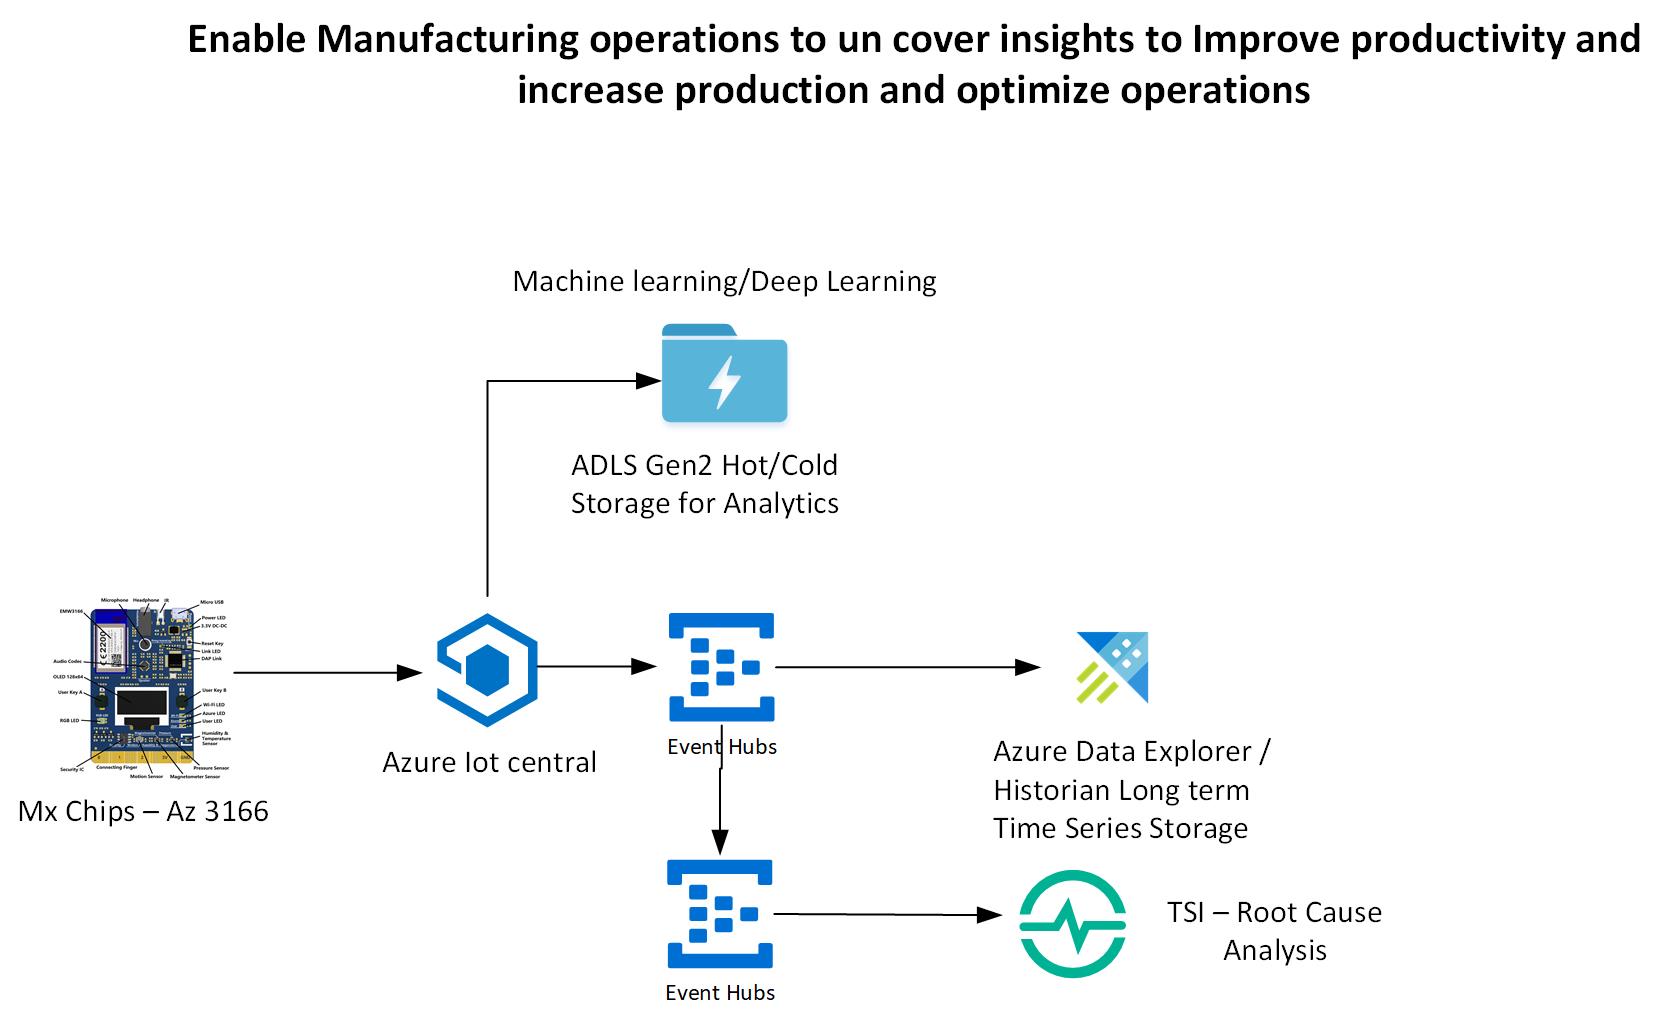 Enable Manufacturing operations to un cover insights to Improve productivity and
increase production and optimize operations
Machine learning/Deep Learning
ADLS Gen2 Hot/Cold
Storage for Analytics
Microphone
Headphone
IR
Micro USB
EMW3166
Power LED
3.3V DC-DC
Reset Key
Link LED
DAP Link
Audio Codec
OLED 128x64
User Key A
User Key B
Wi-Fi LED
Azure LED
User LED
RGB LED
Humidity &
Temperature
Sensor
Security IC
Connecting Finger
Motion Sensor
Magnetometer Sensor
Pressure Sensor
CE2200
Mx Chips – Az 3166
Azure Iot central
Event Hubs
Azure Data Explorer /
Historian Long term
Time Series Storage
Event Hubs
TSI – Root Cause
Analysis